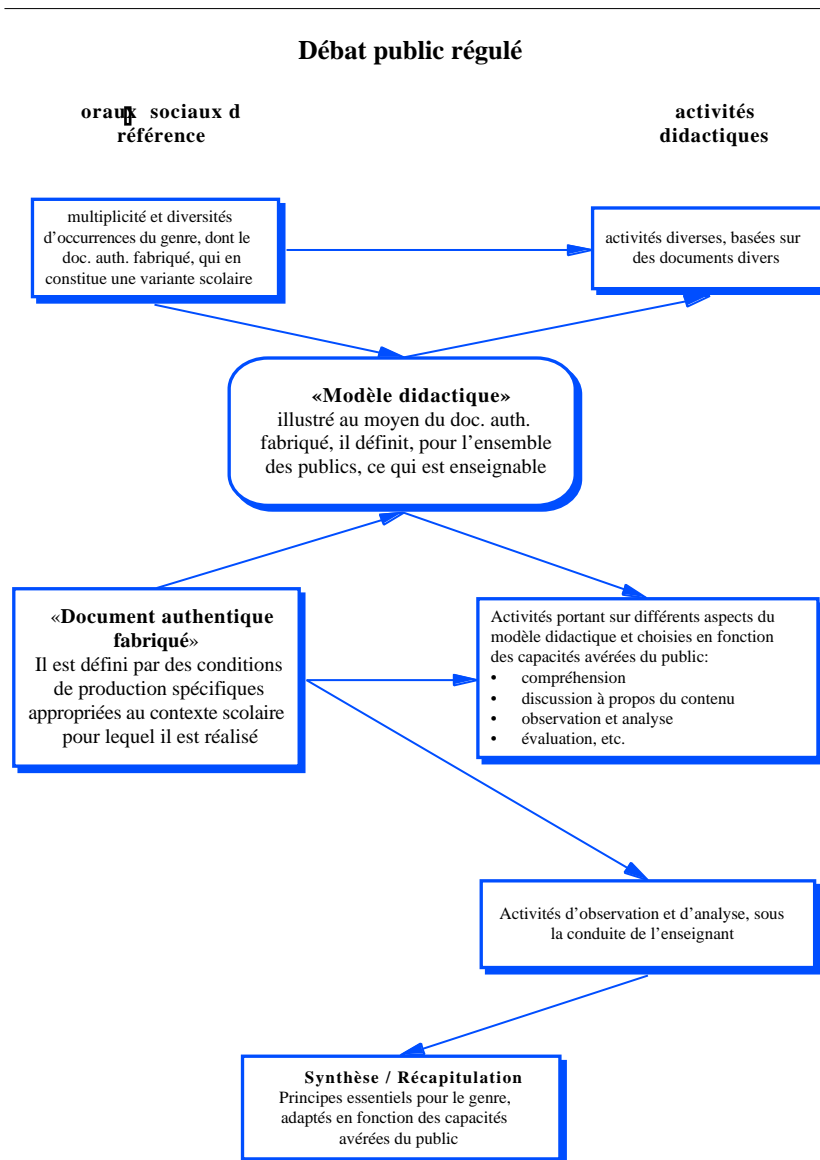 Débat public régulé
oraux sociaux d
référence
activités
didactiques
multiplicité et diversités
d'occurrences du genre, dont le
doc. auth. fabriqué, qui en
constitue une variante scolaire
activités diverses, basées sur
des documents divers
«Modèle didactique»
illustré au moyen du doc. auth.
fabriqué, il définit, pour l'ensemble
des publics, ce qui est enseignable
«Document authentique
fabriqué»
Il est défini par des conditions
de production spécifiques
appropriées au contexte scolaire
pour lequel il est réalisé
Activités portant sur différents aspects du
modèle didactique et choisies en fonction
des capacités avérées du public:
• compréhension
• discussion à propos du contenu
• observation et analyse
• évaluation, etc.
Activités d'observation et d'analyse, sous
la conduite de l'enseignant
Synthèse / Récapitulation
Principes essentiels pour le genre,
adaptés en fonction des capacités
avérées du public